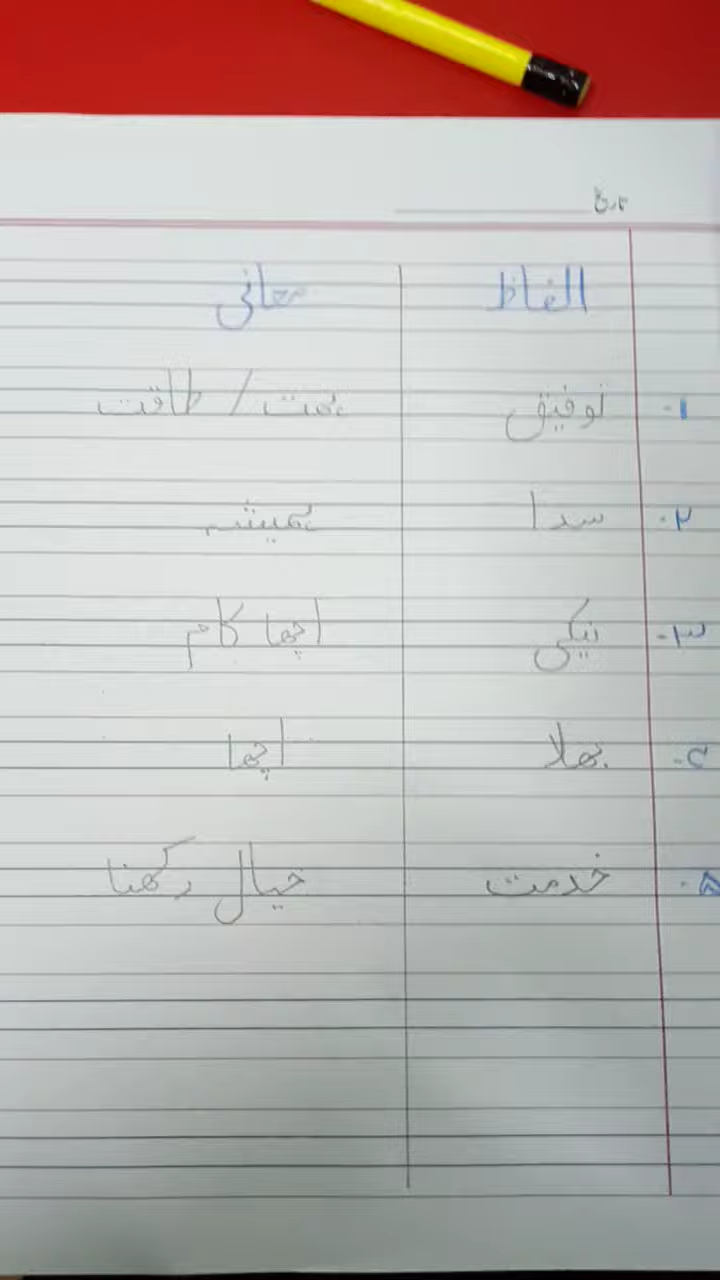 تاریخ
الفاظ معانی
۱۔ توفیق ہمت / طاقت
۲۔ سدا ہمیشہ
۳۔ نیکی اچھا کام
۴۔ بھلا اچھا
۵۔ خدمت خیال رکھنا